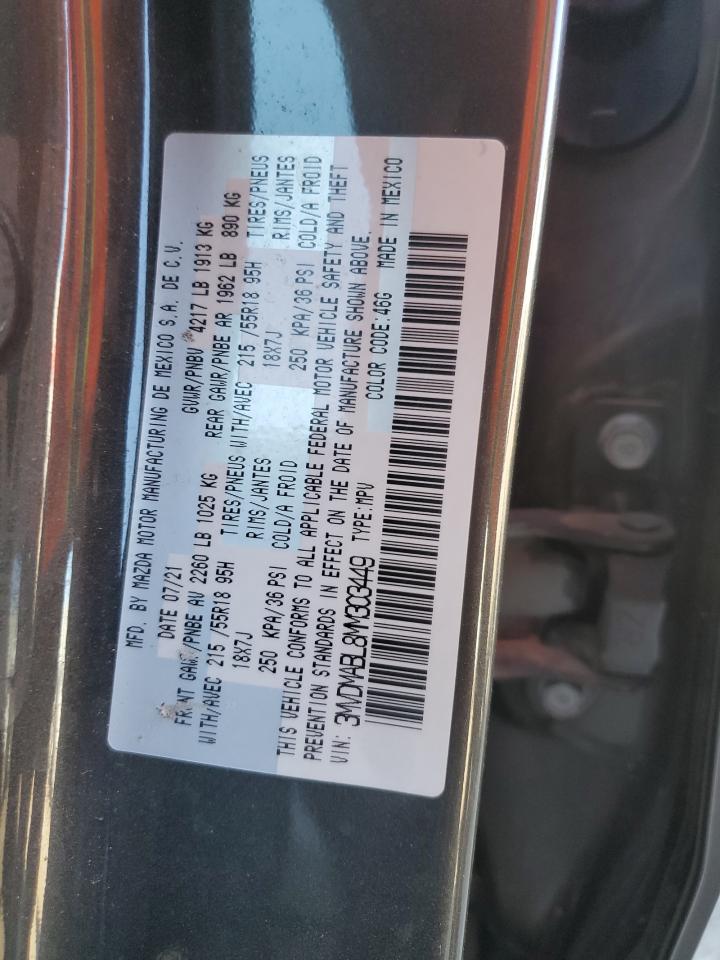 MFD. BY MAZDA MOTOR MANUFACTURING DE MEXICO S.A. DE C.V.
DATE 07/21 GVWR/PNBV 4217 LB 1913 KG
FRONT GAWR/PNBE AV 2260 LB 1025 KG REAR GAWR/PNBE AR 1962 LB 890 KG
WITH/AVEC 215 /55R18 95H TIRES/PNEUS WITH/AVEC 215 /55R18 95H TIRES/PNEUS
18X7J RIMS/JANTES 18X7J RIMS/JANTES
250 KPA/36 PSI COLD/A FROID 250 KPA/36 PSI COLD/A FROID
THIS VEHICLE CONFORMS TO ALL APPLICABLE FEDERAL MOTOR VEHICLE SAFETY AND THEFT
PREVENTION STANDARDS IN EFFECT ON THE DATE OF MANUFACTURE SHOWN ABOVE.
VIN: 3MVDMABL8MM303449 TYPE:MPV COLOR CODE:46G MADE IN MEXICO